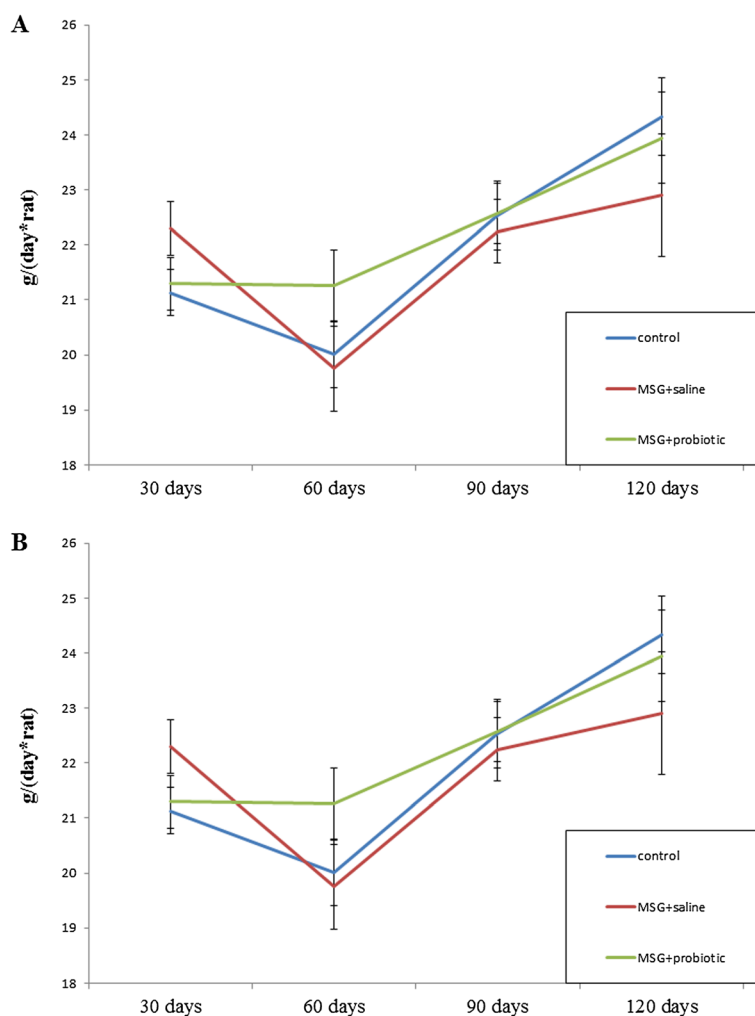 A
26
25
24
23
22
21
20
19
18
g/(day*rat)
control
MSG+saline
MSG+probiotic
30 days 60 days 90 days 120 days
B
26
25
24
23
22
21
20
19
18
g/(day*rat)
control
MSG+saline
MSG+probiotic
30 days 60 days 90 days 120 days